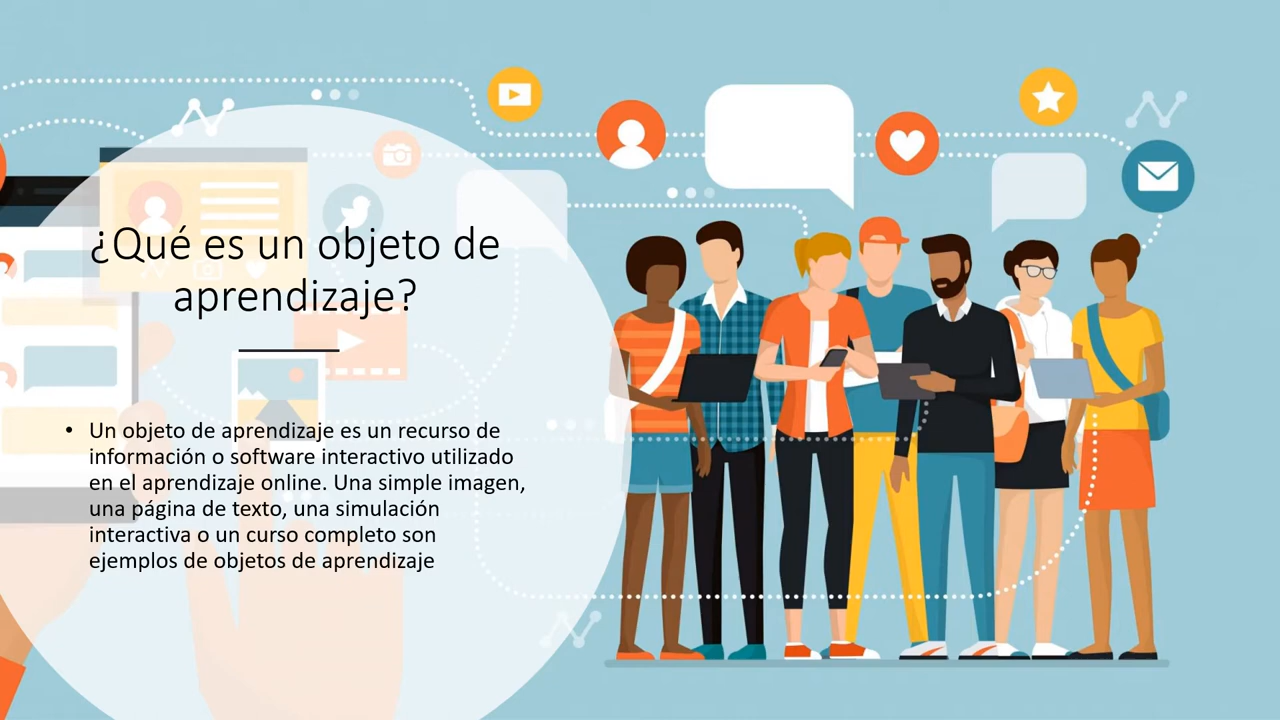 ¿Qué es un objeto de
aprendizaje?
• Un objeto de aprendizaje es un recurso de
información o software interactivo utilizado
en el aprendizaje online. Una simple imagen,
una página de texto, una simulación
interactiva o un curso completo son
ejemplos de objetos de aprendizaje